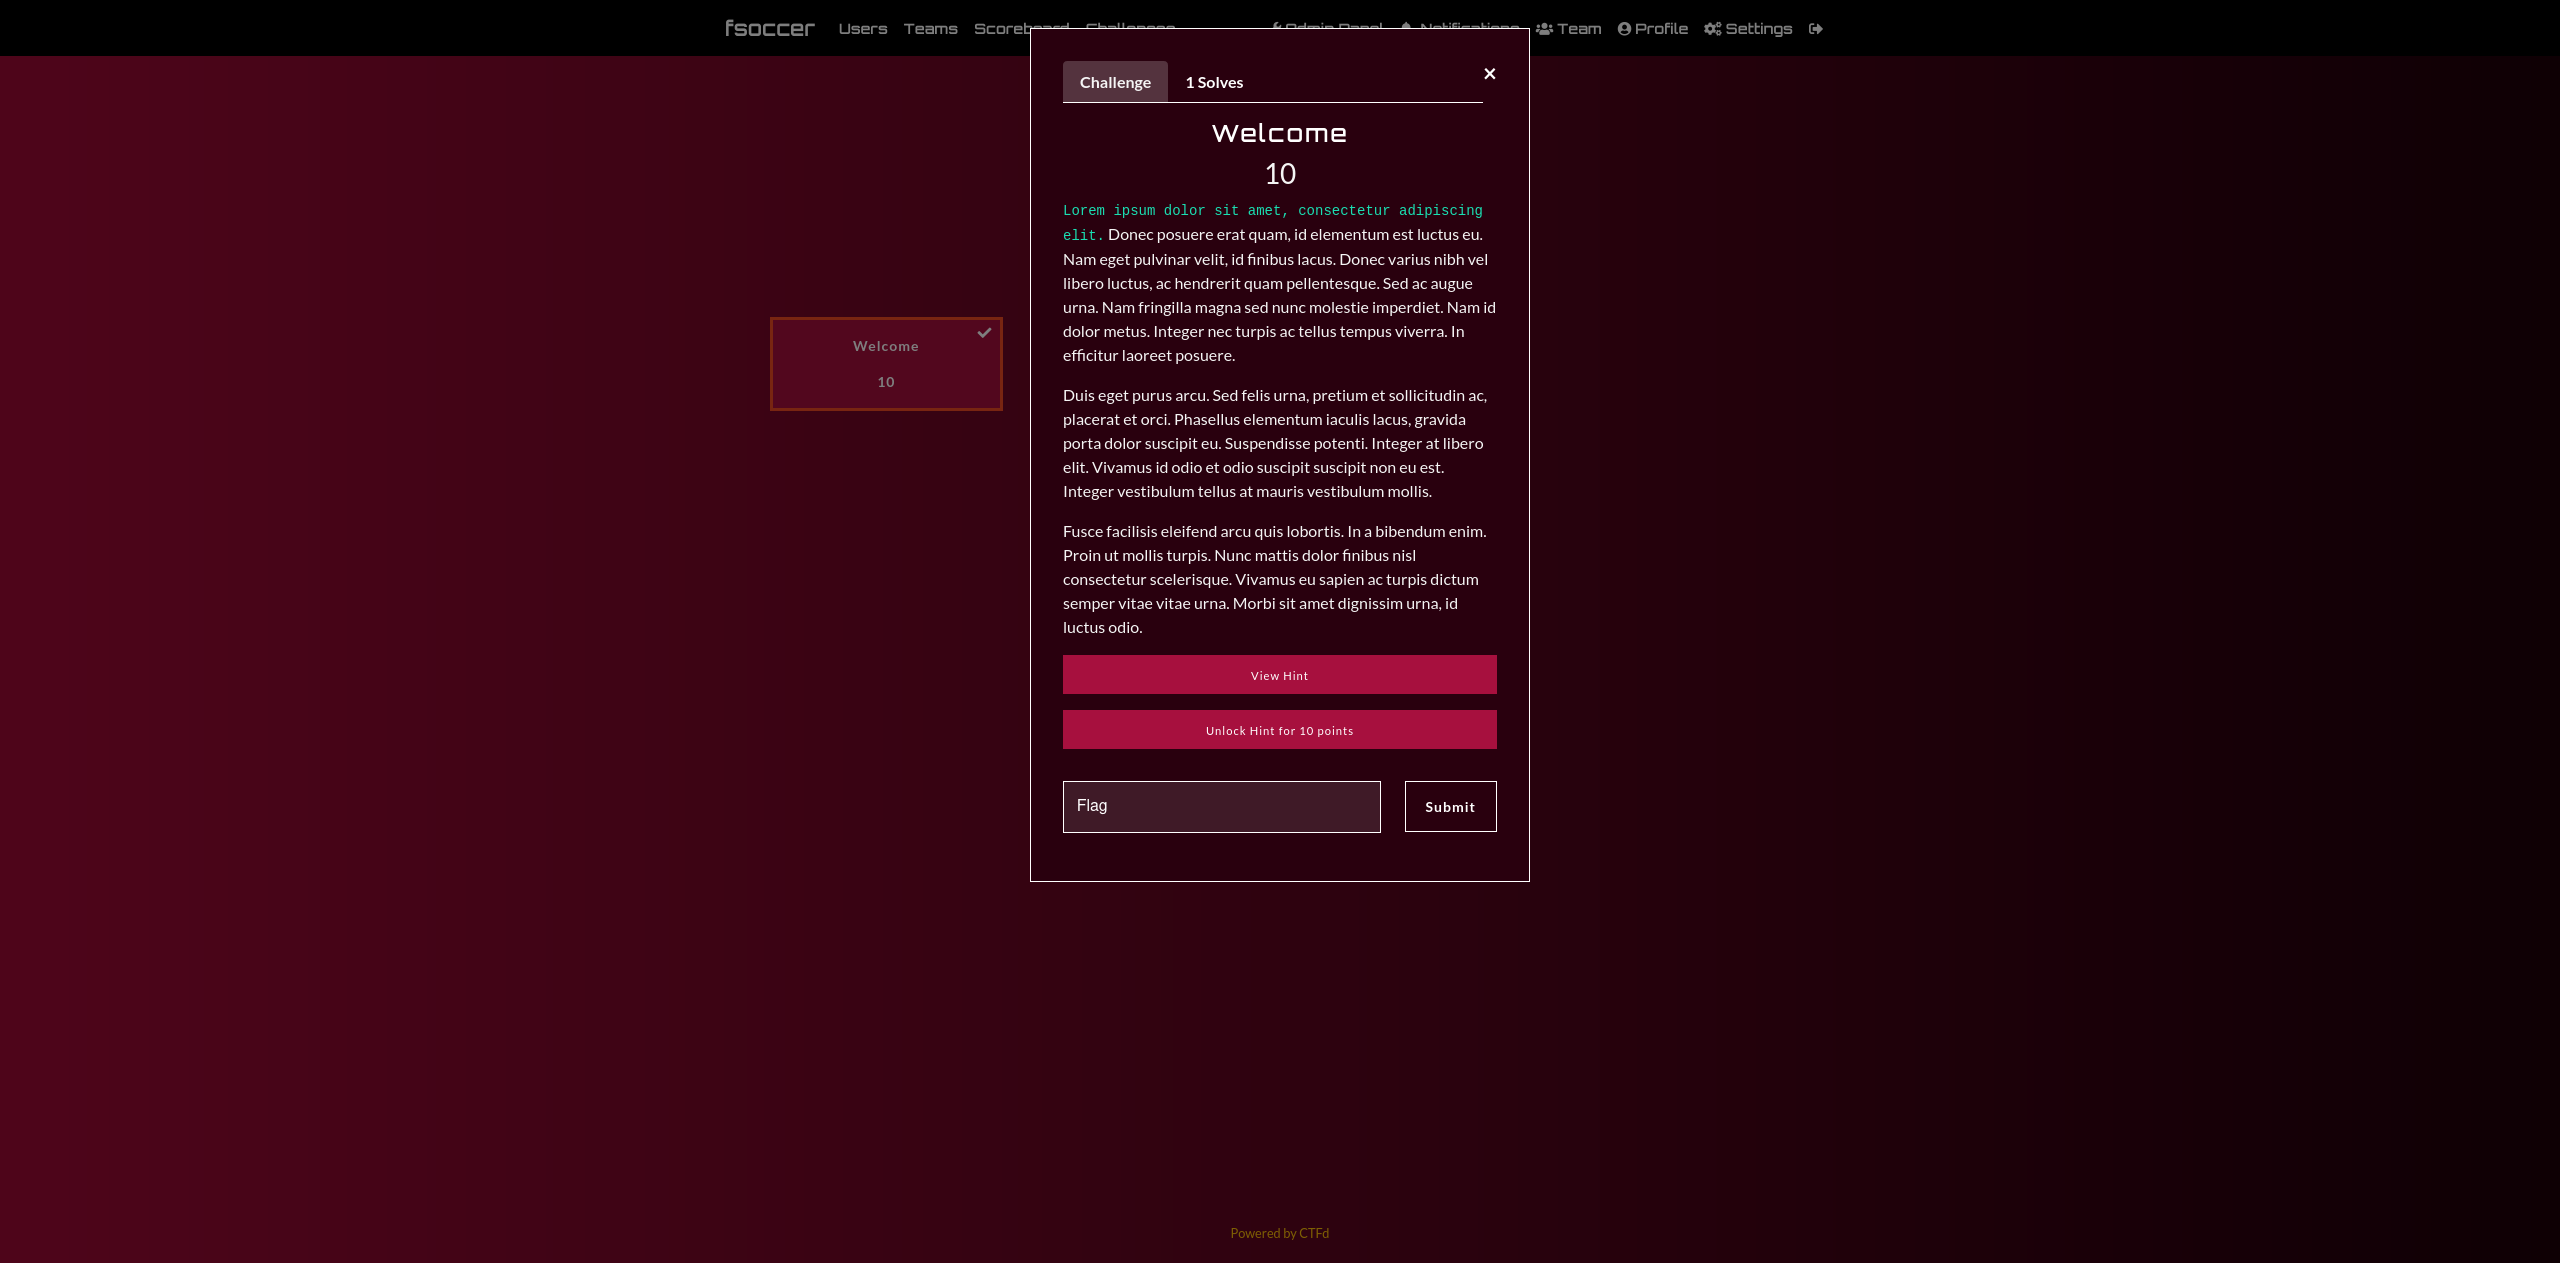 fsoccer Users Teams Scoreboard Challenges Admin Panel Notifications Team Profile Settings
Challenge 1 Solves ×
Welcome
10
Lorem ipsum dolor sit amet, consectetur adipiscing
elit. Donec posuere erat quam, id elementum est luctus eu.
Nam eget pulvinar velit, id finibus lacus. Donec varius nibh vel
libero luctus, ac hendrerit quam pellentesque. Sed ac augue
urna. Nam fringilla magna sed nunc molestie imperdiet. Nam id
dolor metus. Integer nec turpis ac tellus tempus viverra. In
efficitur laoreet posuere.
Duis eget purus arcu. Sed felis urna, pretium et sollicitudin ac,
placerat et orci. Phasellus elementum iaculis lacus, gravida
porta dolor suscipit eu. Suspendisse potenti. Integer at libero
elit. Vivamus id odio et odio suscipit suscipit non eu est.
Integer vestibulum tellus at mauris vestibulum mollis.
Fusce facilisis eleifend arcu quis lobortis. In a bibendum enim.
Proin ut mollis turpis. Nunc mattis dolor finibus nisl
consectetur scelerisque. Vivamus eu sapien ac turpis dictum
semper vitae vitae urna. Morbi sit amet dignissim urna, id
luctus odio.
View Hint
Unlock Hint for 10 points
Flag Submit
Welcome
10
Powered by CTFd